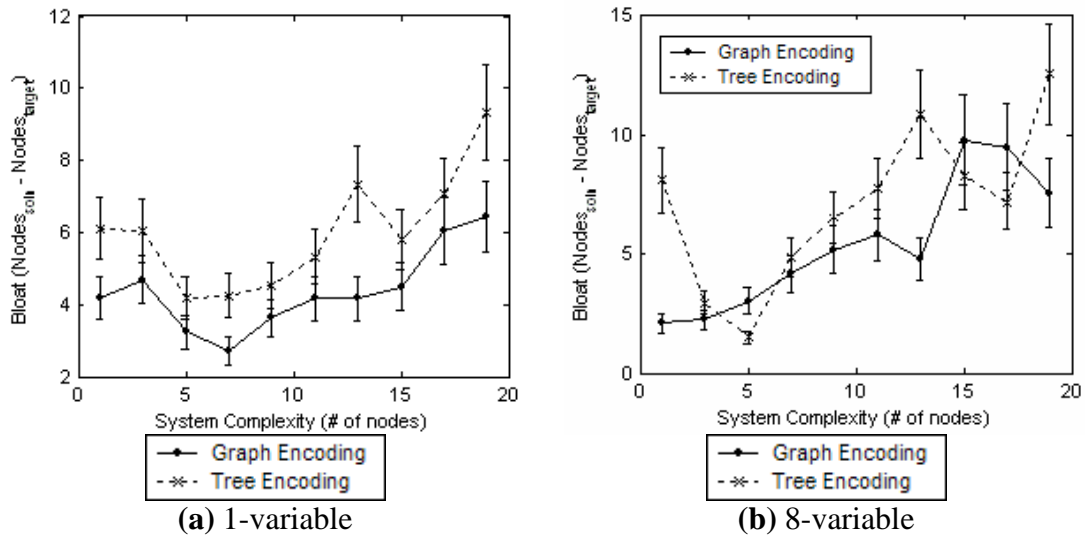 12
10
8
6
4
2
0
5
10
15
20
Bloat (Nodes_soln - Nodes_target)
System Complexity (# of nodes)
Graph Encoding
Tree Encoding
(a) 1-variable
15
10
5
0
0
5
10
15
20
Graph Encoding
Tree Encoding
Bloat (Nodes_soln - Nodes_target)
System Complexity (# of nodes)
Graph Encoding
Tree Encoding
(b) 8-variable